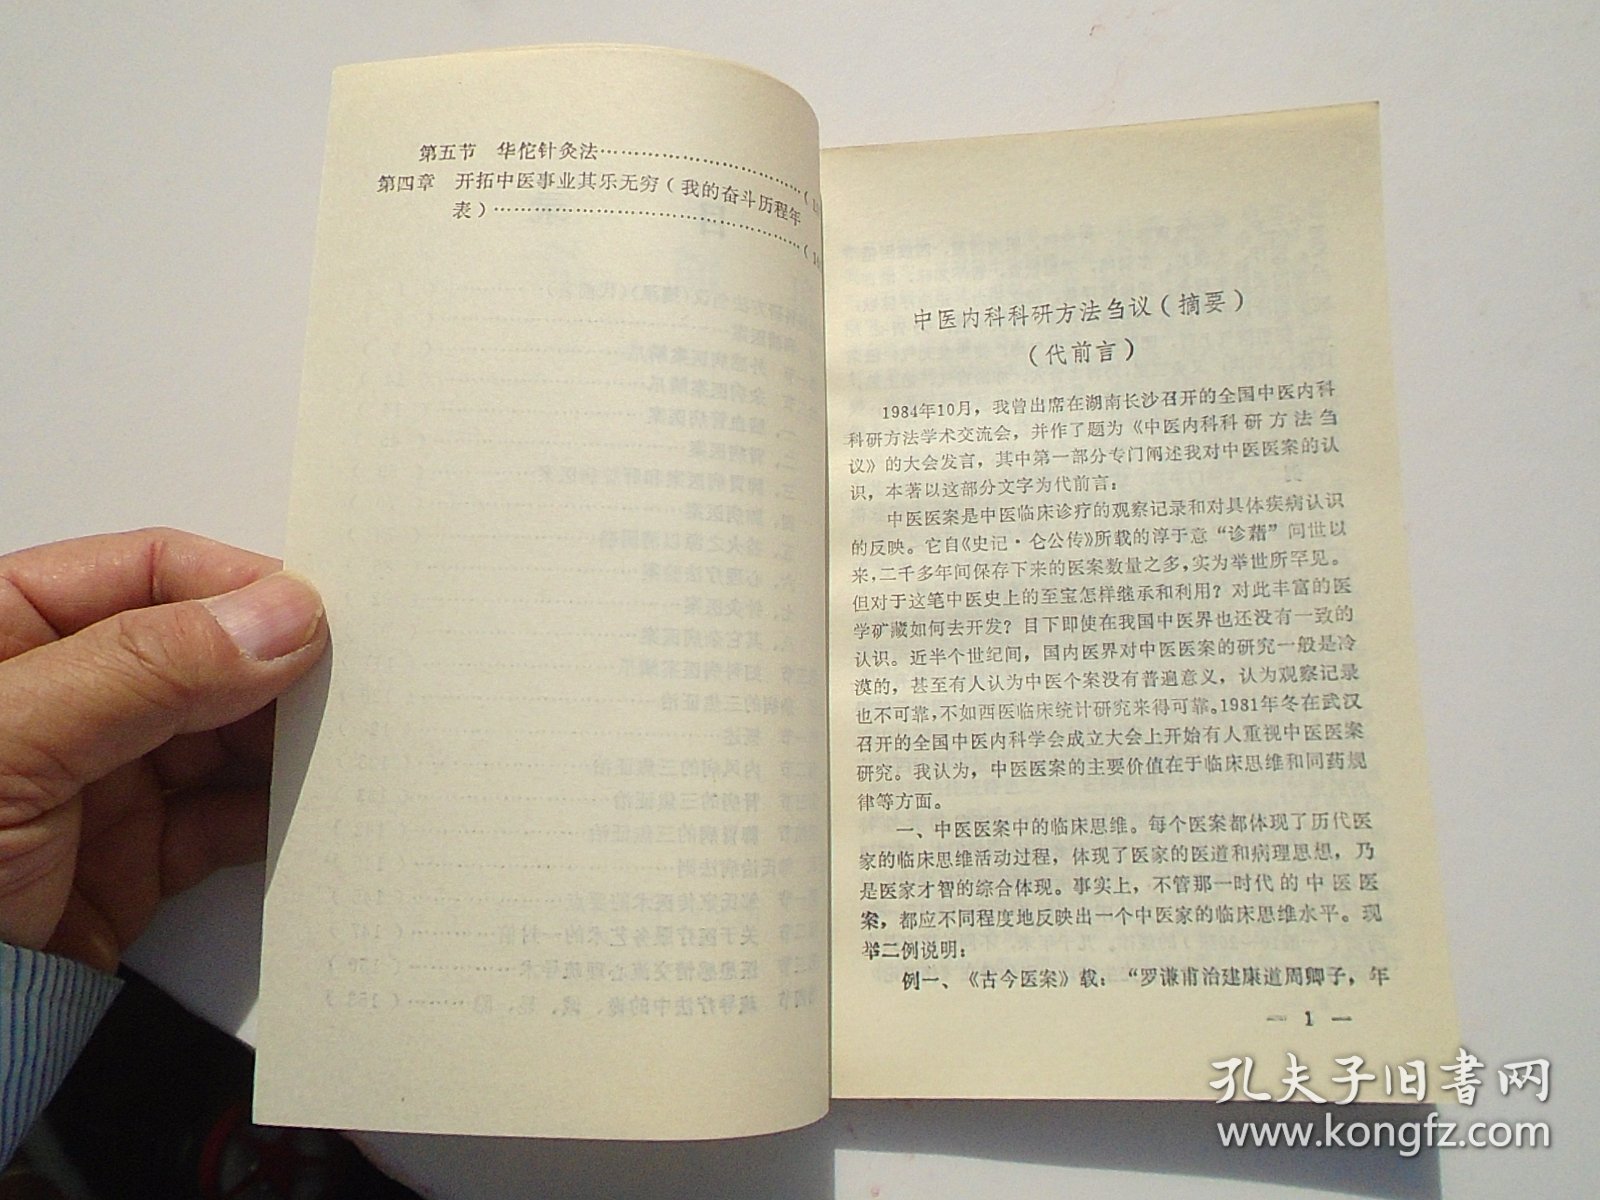 第五节 华佗针灸法……………………………(1
第四章 开拓中医事业其乐无穷(我的奋斗历程年
表)……………………………………………(1
中医内科科研方法刍议(摘要)
(代前言)
1984年10月，我曾出席在湖南长沙召开的全国中医内科
科研方法学术交流会，并作了题为《中医内科科研方法刍
议》的大会发言，其中第一部分专门阐述我对中医医案的认
识，本著以这部分文字为代前言：
中医医案是中医临床诊疗的观察记录和对具体疾病认识
的反映。它自《史记·仑公传》所载的淳于意“诊藉”问世以
来，二千多年间保存下来的医案数量之多，实为举世所罕见。
但对于这笔中医史上的至宝怎样继承和利用？对此丰富的医
学矿藏如何去开发？目下即使在我国中医界也还没有一致的
认识。近半个世纪间，国内医界对中医医案的研究一般是冷
漠的，甚至有人认为中医个案没有普遍意义，认为观察记录
也不可靠，不如西医临床统计研究来得可靠。1981年冬在武汉
召开的全国中医内科学会成立大会上开始有人重视中医医案
研究。我认为，中医医案的主要价值在于临床思维和同药规
律等方面。
一、中医医案中的临床思维。每个医案都体现了历代医
家的临床思维活动过程，体现了医家的医道和病理思想，乃
是医家才智的综合体现。事实上，不管那一时代的中医医
案，都应不同程度地反映出一个中医家的临床思维水平。现
举二例说明：
例一、《古今医案》载：“罗谦甫治建康道周卿子，年
— 1 —
孔夫子旧书网
www.kongfz.com